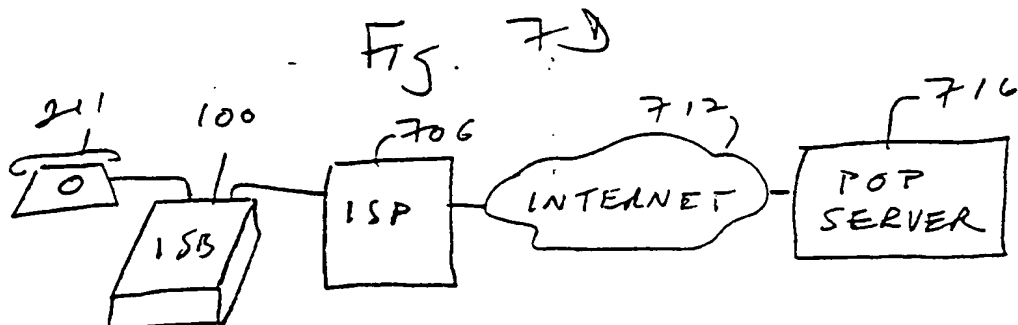 Fig. 7D
211
100
706
712
716
O
ISB
ISP
INTERNET
POP
SERVER